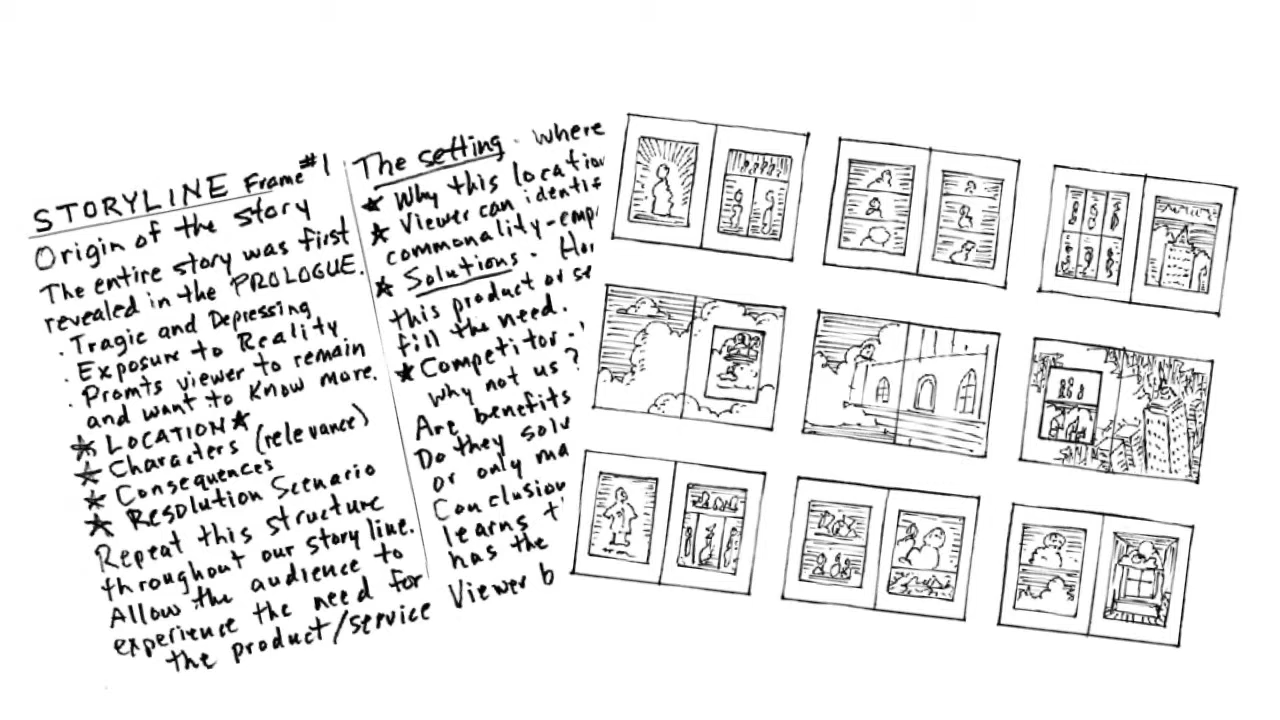 STORYLINE Frame #1
Origin of the story
The entire story was first
revealed in the PROLOGUE.
· Tragic and Depressing
· Exposure to Reality
· Promts viewer to remain
and want to Know more.
★ LOCATION ★
★ Characters (relevance)
★ Consequences
★ Resolution Scenario
Repeat this structure
throughout our story line.
Allow the audience to
experience the need for
the product/service
The setting. Where
★ Why this location
★ Viewer can identif
commonality-emp
★ Solutions. How
this product or se
fill the need.
★ Competitor -
Why not us?
Are benefits
Do they solv
or only ma
Conclusion
learns t
has the
Viewer b